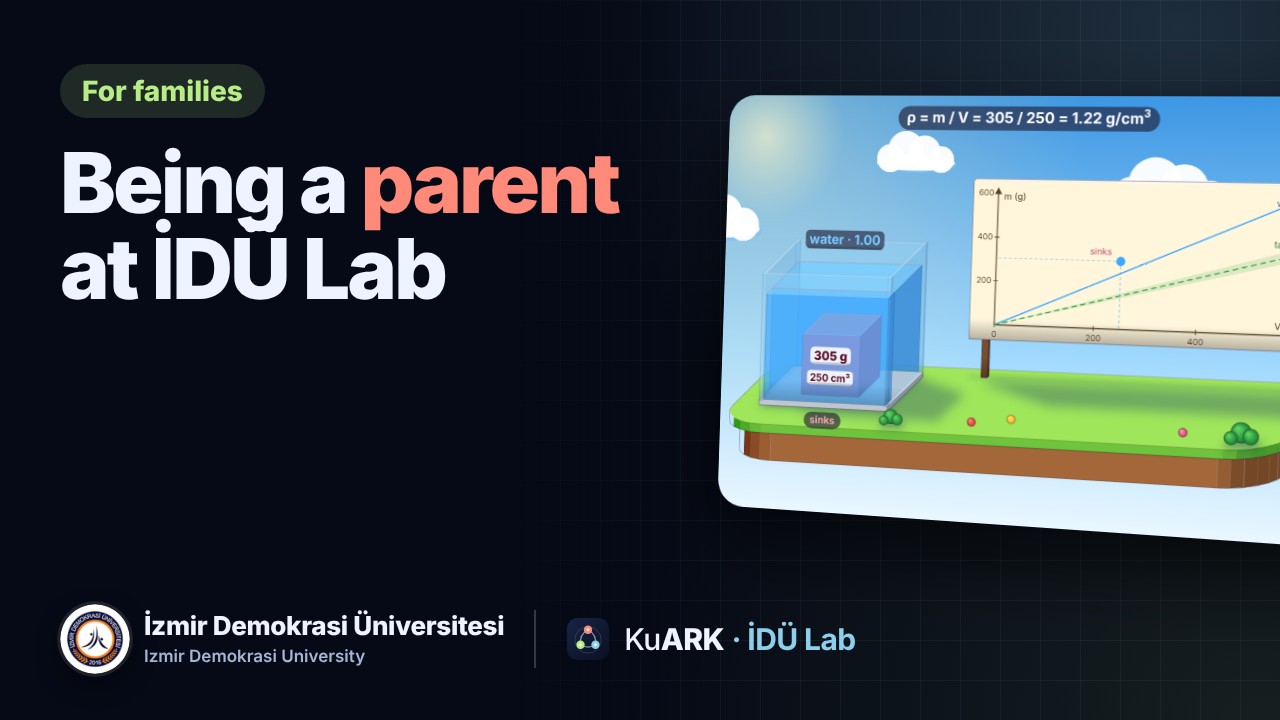 For families
Being a parent
at İDÜ Lab
ρ = m / V = 305 / 250 = 1.22 g/cm³
600
m (g)
water · 1.00
400
sinks
200
305 g
250 cm³
0
200
400
sinks
İzmir Demokrasi Üniversitesi
Izmir Demokrasi University
KuARK · İDÜ Lab